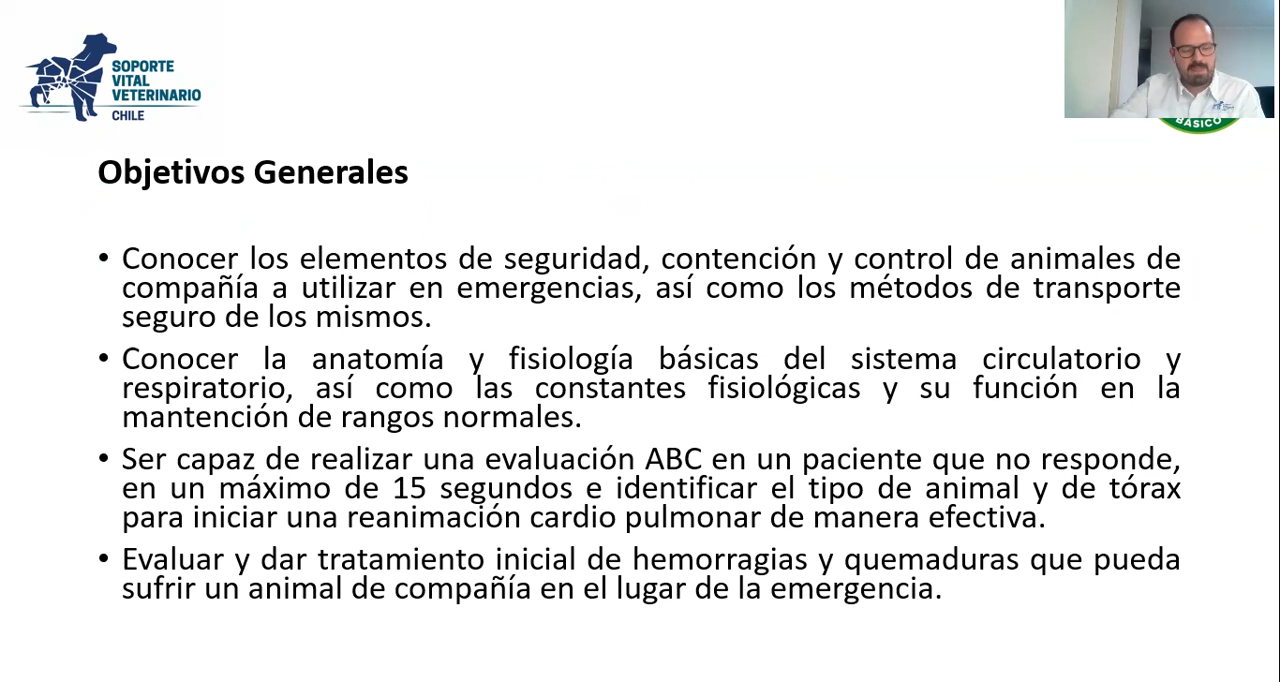 SOPORTE
VITAL
VETERINARIO
CHILE
BÁSICO
Objetivos Generales
• Conocer los elementos de seguridad, contención y control de animales de
compañía a utilizar en emergencias, así como los métodos de transporte
seguro de los mismos.
• Conocer la anatomía y fisiología básicas del sistema circulatorio y
respiratorio, así como las constantes fisiológicas y su función en la
mantención de rangos normales.
• Ser capaz de realizar una evaluación ABC en un paciente que no responde,
en un máximo de 15 segundos e identificar el tipo de animal y de tórax
para iniciar una reanimación cardio pulmonar de manera efectiva.
• Evaluar y dar tratamiento inicial de hemorragias y quemaduras que pueda
sufrir un animal de compañía en el lugar de la emergencia.